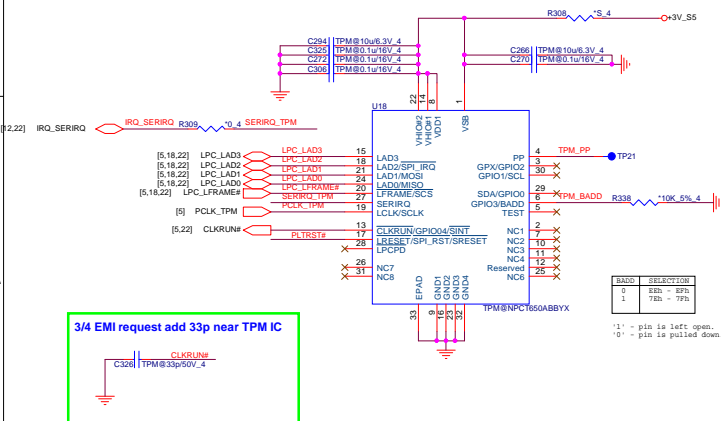 R308 *S_4 +3V_S5
C294 TPM@10u/6.3V_4
C325 TPM@0.1u/16V_4
C272 TPM@0.1u/16V_4
C306 TPM@0.1u/16V_4
C266 TPM@10u/6.3V_4
C270 TPM@0.1u/16V_4
22 14 8 1
U18
VHIO#2 VHIO#1 VDD1 VSB
[12,22] IRQ_SERIRQ IRQ_SERIRQ R309 *0_4 SERIRQ_TPM
[5,18,22] LPC_LAD3 LPC_LAD3 15 LAD3
[5,18,22] LPC_LAD2 LPC_LAD2 18 LAD2/SPI_IRQ
[5,18,22] LPC_LAD1 LPC_LAD1 21 LAD1/MOSI
[5,18,22] LPC_LAD0 LPC_LAD0 24 LAD0/MISO
[5,18,22] LPC_LFRAME# LPC_LFRAME# 20 LFRAME/SCS
SERIRQ_TPM 27 SERIRQ
[5] PCLK_TPM PCLK_TPM 19 LCLK/SCLK
[5,22] CLKRUN# 13 CLKRUN/GPIO04/SINT
PLTRST# 17 LRESET/SPI_RST/SRESET
28 LPCPD
26 NC7
31 NC8
PP 4 TPM_PP TP21
GPX/GPIO2 3
GPIO1/SCL 30
SDA/GPIO0 29
GPIO3/BADD 6 TPM_BADD R338 *10K_5%_4
TEST 5
NC1 2
NC2 7
NC3 10
NC4 11
Reserved 12
NC6 25
EPAD GND1 GND2 GND3 GND4
33 9 16 23 32
TPM@NPCT650ABBYX
BADD SELECTION
0 EEh - EFh
1 7Eh - 7Fh
'1' - pin is left open.
'0' - pin is pulled down
3/4 EMI request add 33p near TPM IC
CLKRUN#
C326 TPM@33p/50V_4